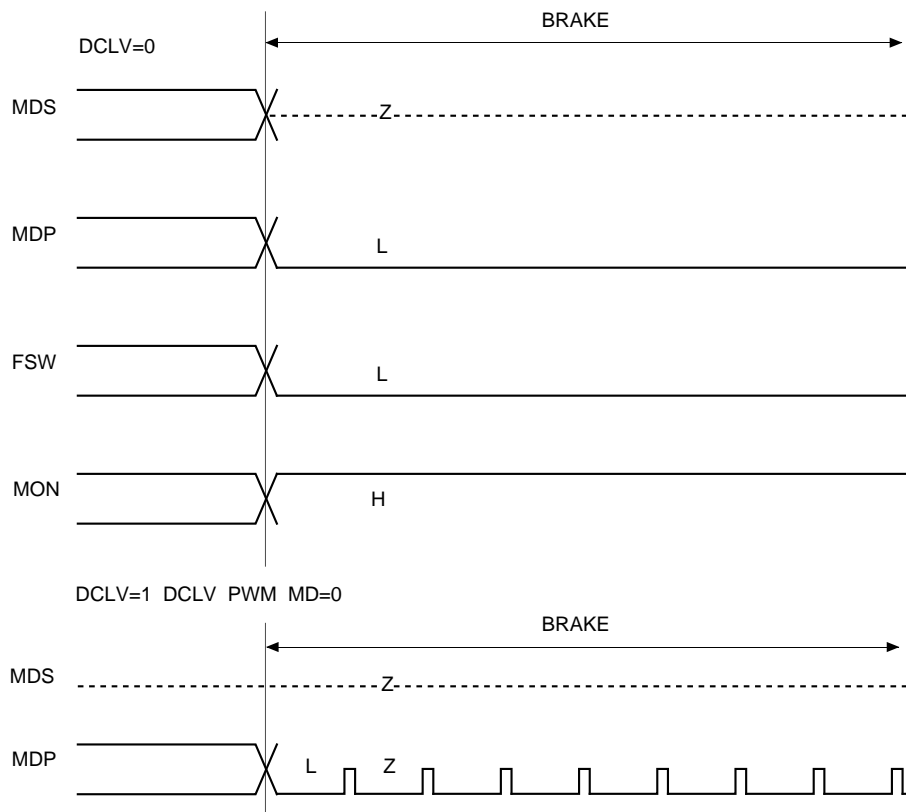 BRAKE
DCLV=0
MDS
Z
MDP
L
FSW
L
MON
H
DCLV=1 DCLV PWM MD=0
BRAKE
MDS
Z
MDP
L Z